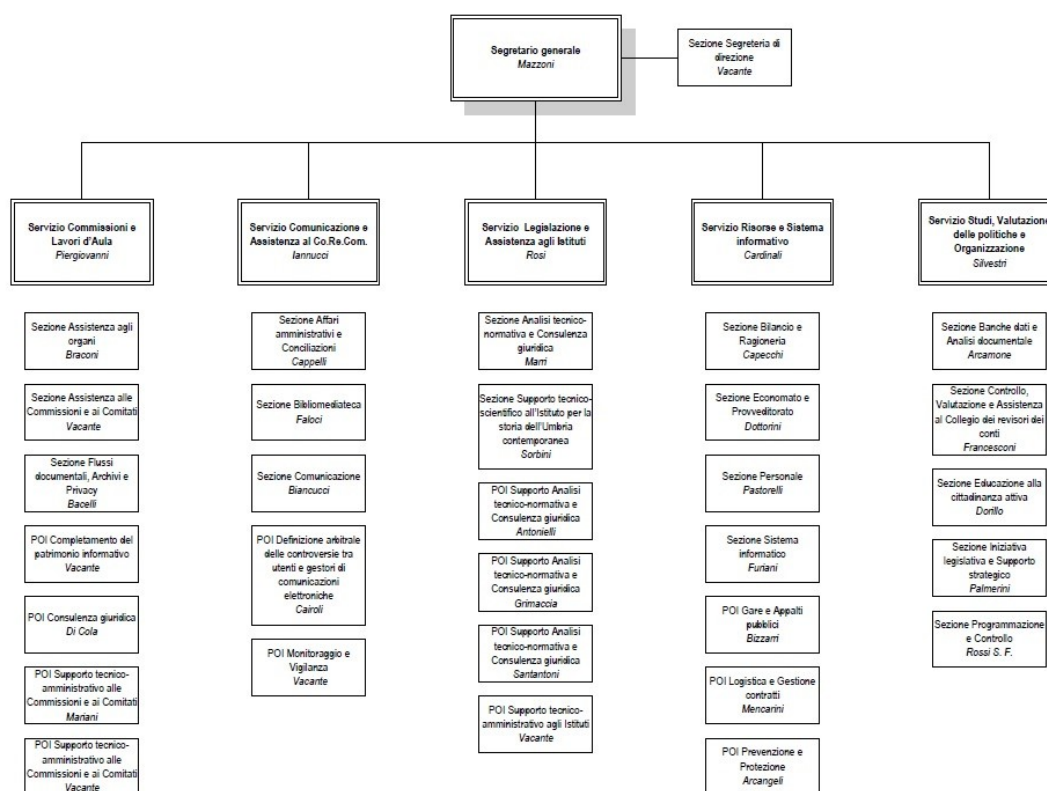 Segretario generale
Mazzoni
Sezione Segreteria di
direzione
Vacante
Servizio Commissioni e
Lavori d'Aula
Piergiovanni
Servizio Comunicazione e
Assistenza al Co.Re.Com.
Iannucci
Servizio Legislazione e
Assistenza agli Istituti
Rosi
Servizio Risorse e Sistema
informativo
Cardinali
Servizio Studi, Valutazione
delle politiche e
Organizzazione
Silvestri
Sezione Assistenza agli
organi
Braconi
Sezione Assistenza alle
Commissioni e ai Comitati
Vacante
Sezione Flussi
documentali, Archivi e
Privacy
Bacelli
POI Completamento del
patrimonio informativo
Vacante
POI Consulenza giuridica
Di Cola
POI Supporto tecnico-
amministrativo alle
Commissioni e ai Comitati
Mariani
POI Supporto tecnico-
amministrativo alle
Commissioni e ai Comitati
Vacante
Sezione Affari
amministrativi e
Conciliazioni
Cappelli
Sezione Bibliomediateca
Faloci
Sezione Comunicazione
Biancucci
POI Definizione arbitrale
delle controversie tra
utenti e gestori di
comunicazioni
elettroniche
Cairoli
POI Monitoraggio e
Vigilanza
Vacante
Sezione Analisi tecnico-
normativa e Consulenza
giuridica
Marri
Sezione Supporto tecnico-
scientifico all'Istituto per la
storia dell'Umbria
contemporanea
Sorbini
POI Supporto Analisi
tecnico-normativa e
Consulenza giuridica
Antonielli
POI Supporto Analisi
tecnico-normativa e
Consulenza giuridica
Grimaccia
POI Supporto Analisi
tecnico-normativa e
Consulenza giuridica
Santantoni
POI Supporto tecnico-
amministrativo agli Istituti
Vacante
Sezione Bilancio e
Ragioneria
Capecchi
Sezione Economato e
Provveditorato
Dottorini
Sezione Personale
Pastorelli
Sezione Sistema
informatico
Furiani
POI Gare e Appalti
pubblici
Bizzarri
POI Logistica e Gestione
contratti
Mencarini
POI Prevenzione e
Protezione
Arcangeli
Sezione Banche dati e
Analisi documentale
Arcamone
Sezione Controllo,
Valutazione e Assistenza
al Collegio dei revisori dei
conti
Francesconi
Sezione Educazione alla
cittadinanza attiva
Dorillo
Sezione Iniziativa
legislativa e Supporto
strategico
Palmerini
Sezione Programmazione
e Controllo
Rossi S. F.